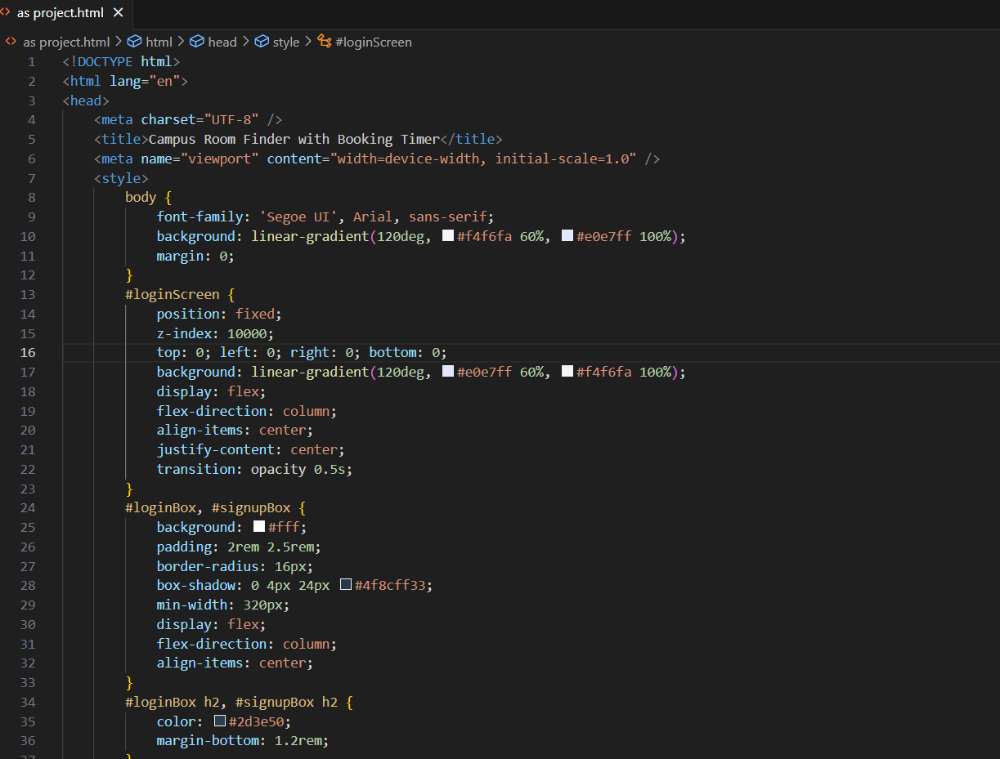 as project.html
as project.html > html > head > style > #loginScreen
1 <!DOCTYPE html>
2 <html lang="en">
3 <head>
4 <meta charset="UTF-8" />
5 <title>Campus Room Finder with Booking Timer</title>
6 <meta name="viewport" content="width=device-width, initial-scale=1.0" />
7 <style>
8 body {
9 font-family: 'Segoe UI', Arial, sans-serif;
10 background: linear-gradient(120deg, #f4f6fa 60%, #e0e7ff 100%);
11 margin: 0;
12 }
13 #loginScreen {
14 position: fixed;
15 z-index: 10000;
16 top: 0; left: 0; right: 0; bottom: 0;
17 background: linear-gradient(120deg, #e0e7ff 60%, #f4f6fa 100%);
18 display: flex;
19 flex-direction: column;
20 align-items: center;
21 justify-content: center;
22 transition: opacity 0.5s;
23 }
24 #loginBox, #signupBox {
25 background: #fff;
26 padding: 2rem 2.5rem;
27 border-radius: 16px;
28 box-shadow: 0 4px 24px #4f8cff33;
29 min-width: 320px;
30 display: flex;
31 flex-direction: column;
32 align-items: center;
33 }
34 #loginBox h2, #signupBox h2 {
35 color: #2d3e50;
36 margin-bottom: 1.2rem;
37 }